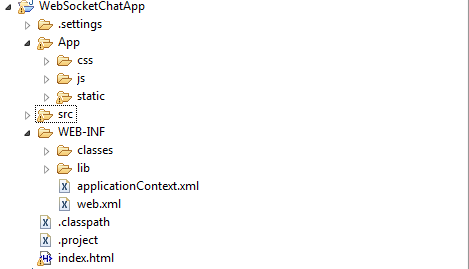 WebSocketChatApp
.settings
App
css
js
static
src
WEB-INF
classes
lib
applicationContext.xml
web.xml
.classpath
.project
index.html